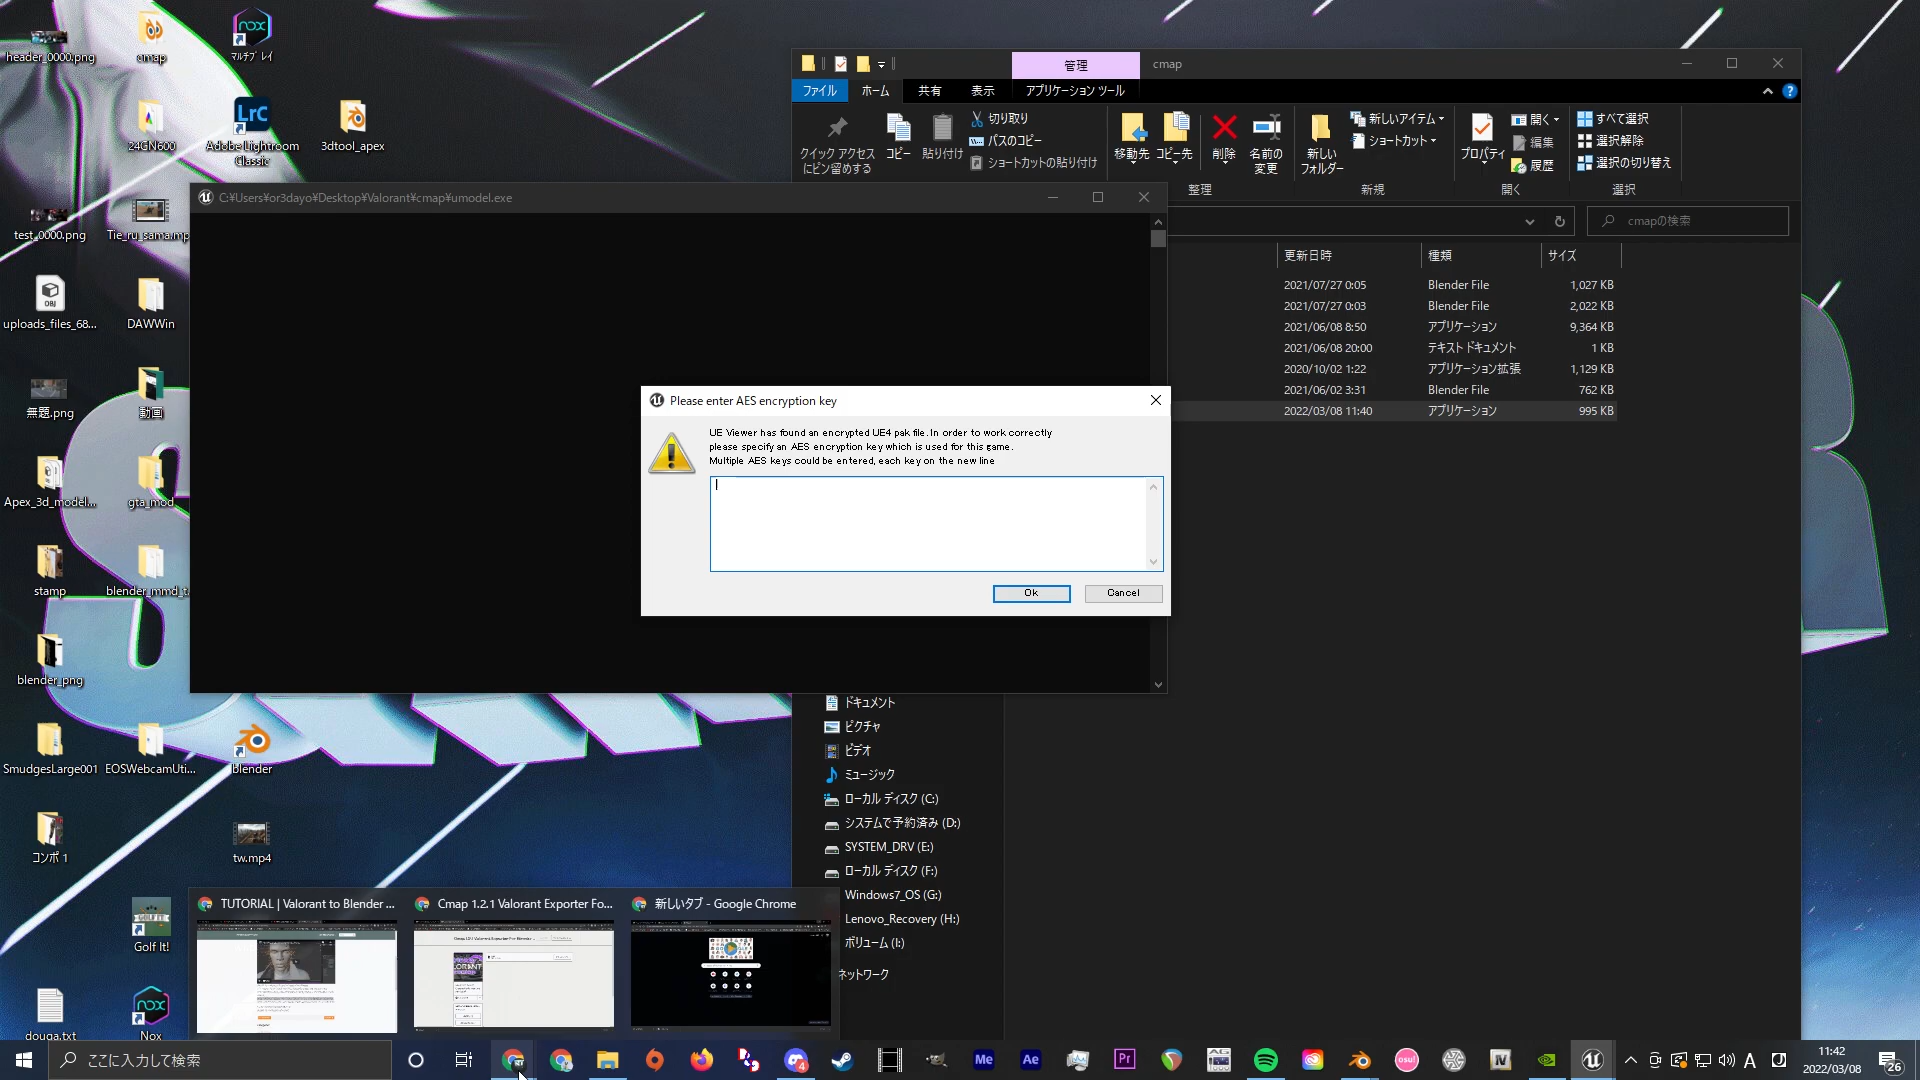 header_0000.png
cmap
マルチプレイ
24GN600
Adobe Lightroom
Classic
3dtool_apex
test_0000.png
Tie_ru_sama.mp
uploads_files_68...
DAWWin
無題.png
動画
Apex_3d_model...
gta_mod
stamp
blender_mmd_t
blender_png
SmudgesLarge001
EOSWebcamUti...
blender
コンポ 1
tw.mp4
Golf It!
douga.txt
Nox
管理
cmap
ファイル
ホーム
共有
表示
アプリケーション ツール
クイック アクセス
にピン留めする
コピー
貼り付け
切り取り
パスのコピー
ショートカットの貼り付け
移動先
コピー先
削除
名前の
変更
新しい
フォルダー
新しいアイテム
ショートカット
プロパティ
開く
編集
履歴
すべて選択
選択解除
選択の切り替え
整理
新規
開く
選択
cmapの検索
更新日時
種類
サイズ
2021/07/27 0:05
Blender File
1,027 KB
2021/07/27 0:03
Blender File
2,022 KB
2021/06/08 8:50
アプリケーション
9,364 KB
2021/06/08 20:00
テキスト ドキュメント
1 KB
2020/10/02 1:22
アプリケーション拡張
1,129 KB
2021/06/02 3:31
Blender File
762 KB
2022/03/08 11:40
アプリケーション
995 KB
C:¥Users¥or3dayo¥Desktop¥Valorant¥cmap¥umodel.exe
Please enter AES encryption key
UE Viewer has found an encrypted UE4 pak file. In order to work correctly
please specify an AES encryption key which is used for this game.
Multiple AES keys could be entered, each key on the new line
Ok
Cancel
ドキュメント
ピクチャ
ビデオ
ミュージック
ローカル ディスク (C:)
システムで予約済み (D:)
SYSTEM_DRV (E:)
ローカル ディスク (F:)
Windows7_OS (G:)
Lenovo_Recovery (H:)
ボリューム (I:)
ネットワーク
TUTORIAL | Valorant to Blender ...
Cmap 1.2.1 Valorant Exporter Fo...
新しいタブ - Google Chrome
ここに入力して検索
11:42
2022/03/08
26